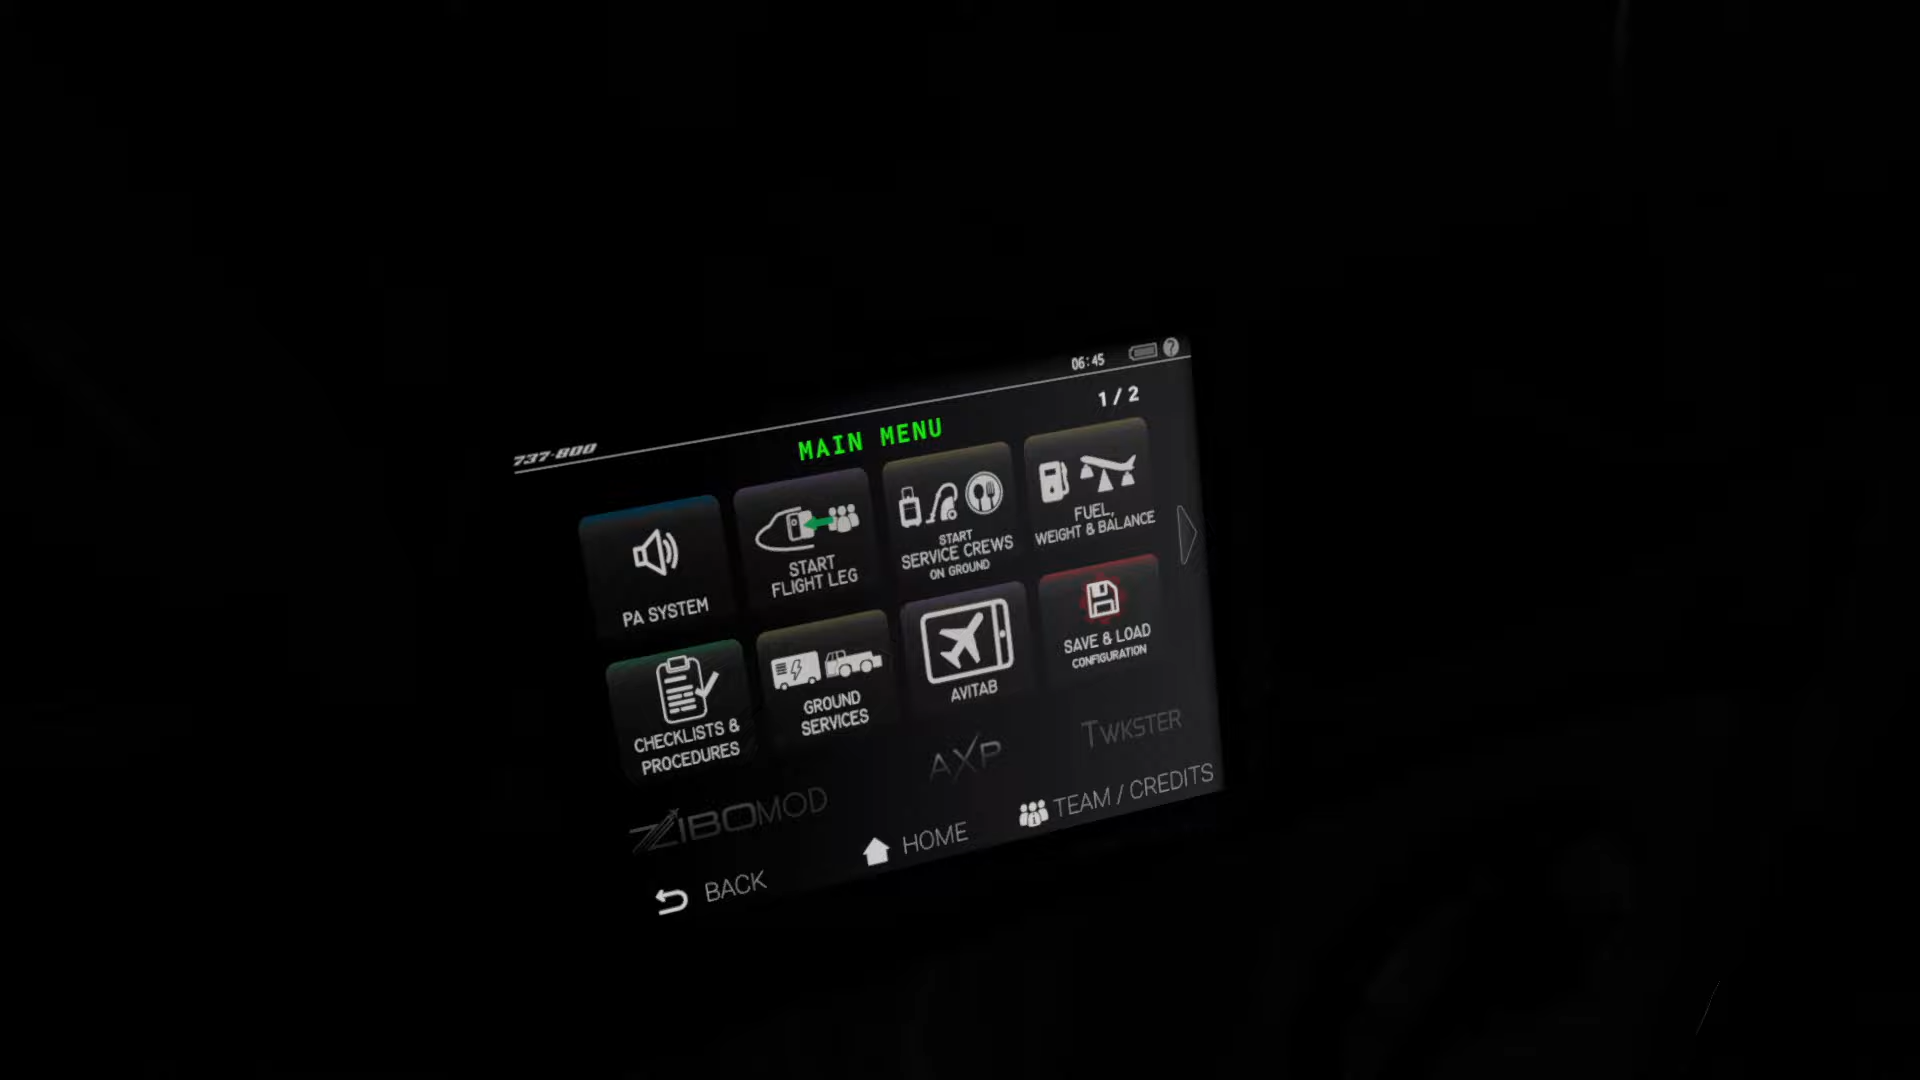 06:45
?
737-800
MAIN MENU
1 / 2
PA SYSTEM
START
FLIGHT LEG
START
SERVICE CREWS
ON GROUND
FUEL,
WEIGHT & BALANCE
CHECKLISTS &
PROCEDURES
GROUND
SERVICES
AVITAB
SAVE & LOAD
CONFIGURATION
ZIBOMOD
AXP
TWKSTER
BACK
HOME
TEAM / CREDITS